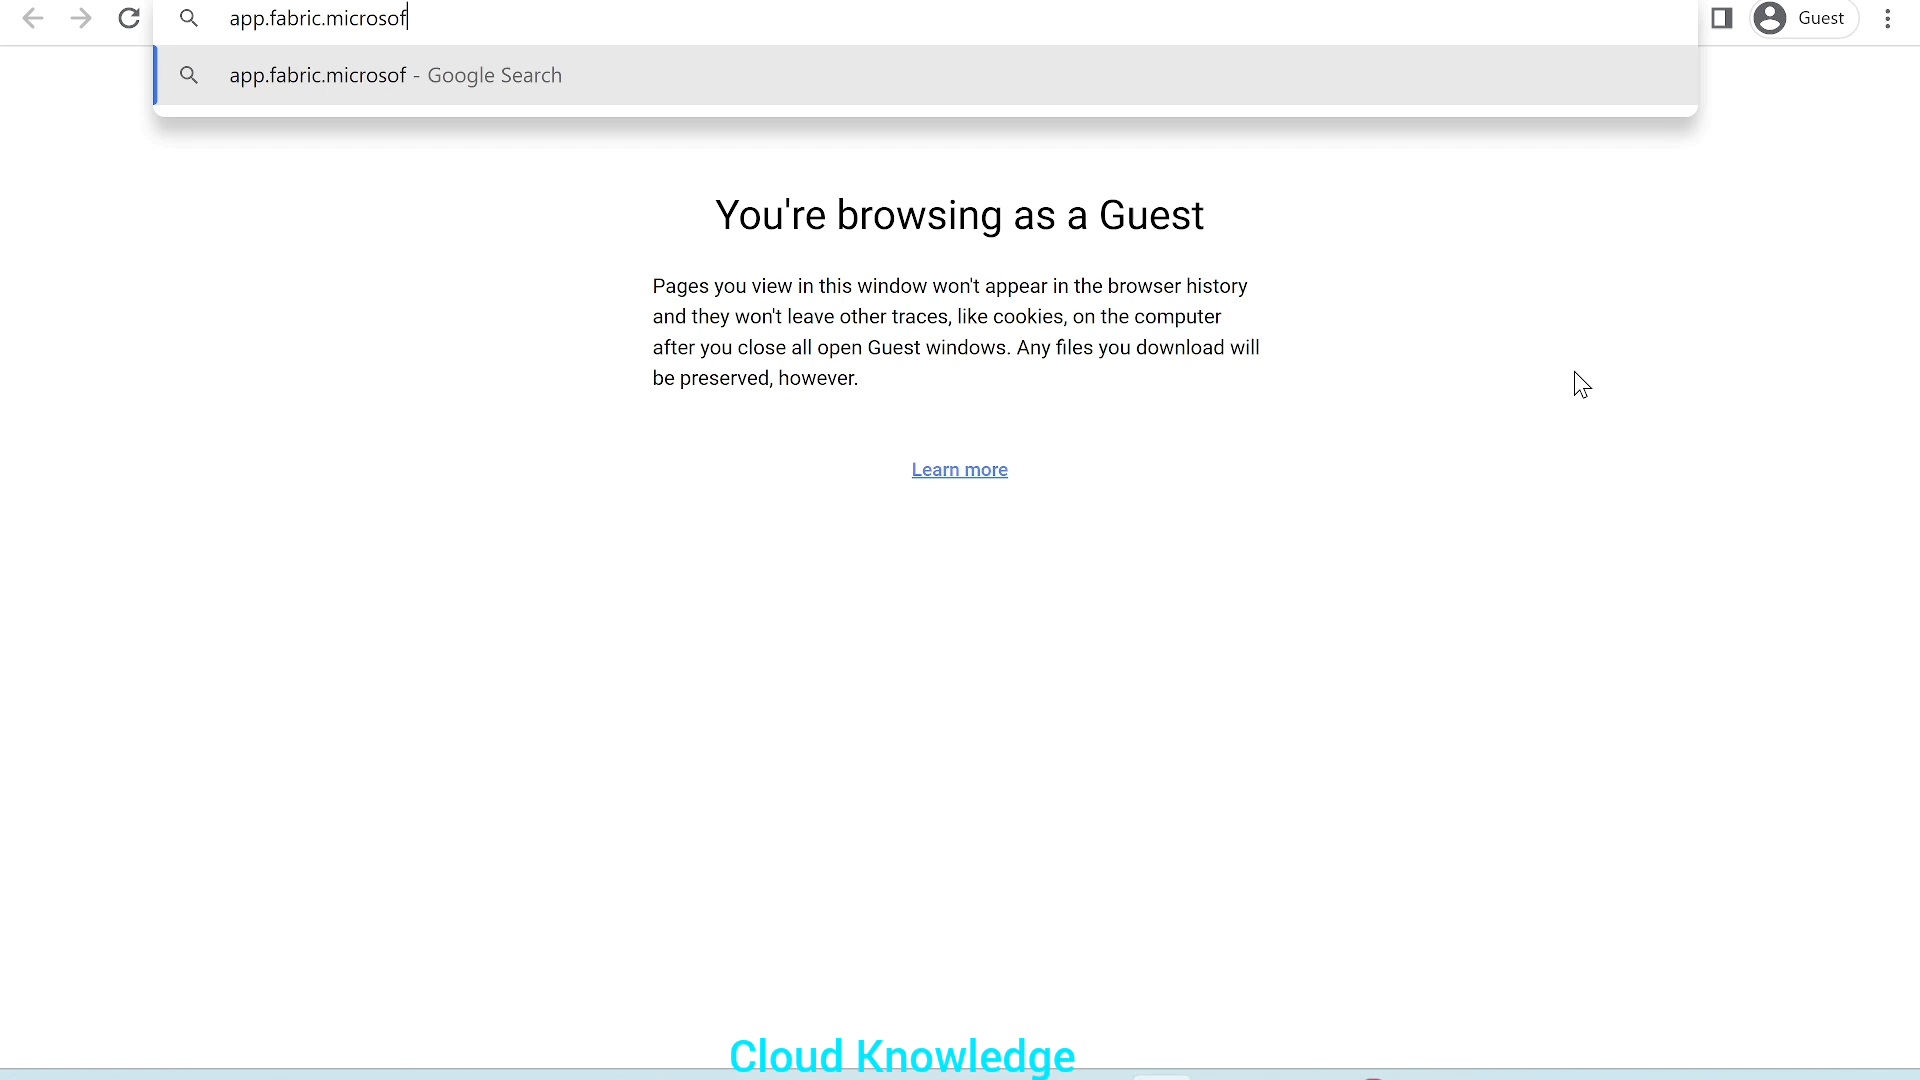 app.fabric.microsof
Guest
app.fabric.microsof - Google Search
You're browsing as a Guest
Pages you view in this window won't appear in the browser history
and they won't leave other traces, like cookies, on the computer
after you close all open Guest windows. Any files you download will
be preserved, however.
Learn more
Cloud Knowledge